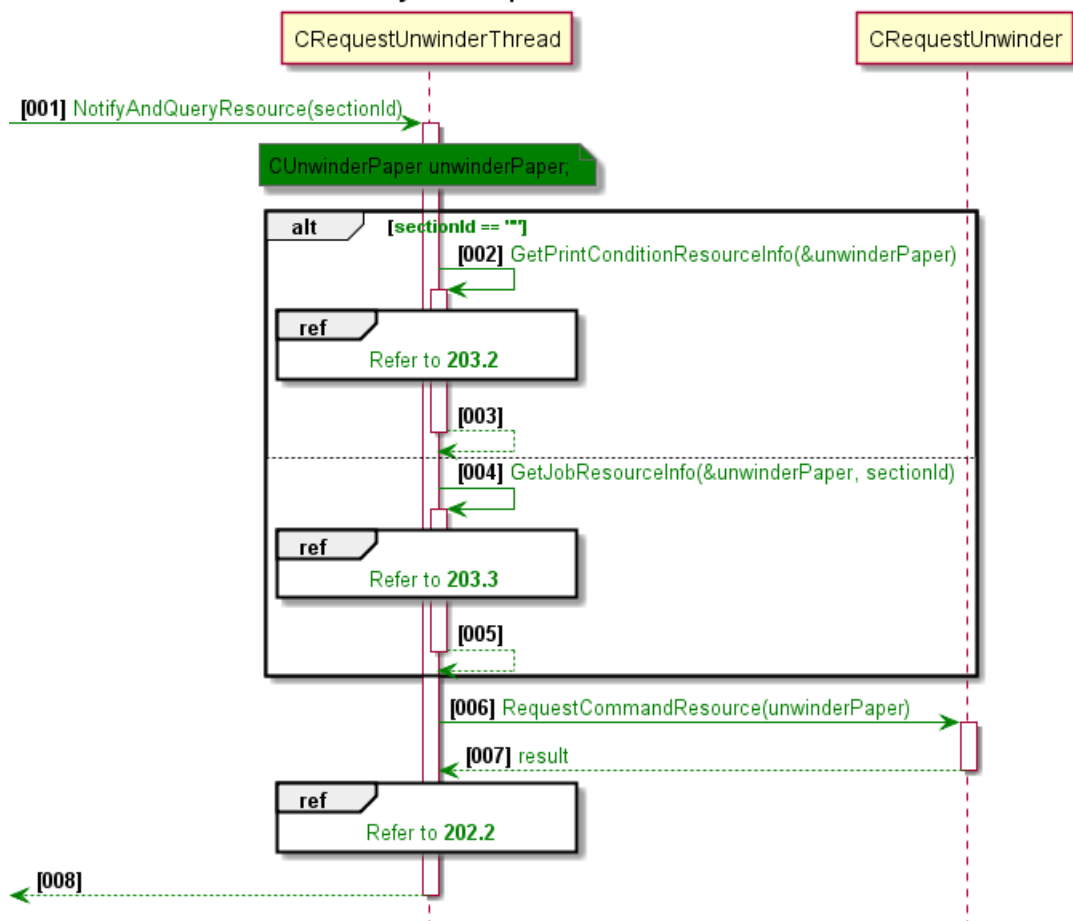 CRequestUnwinderThread
CRequestUnwinder
[001] NotifyAndQueryResource(sectionId)
CUnwinderPaper unwinderPaper;
alt
[sectionId == ""]
[002] GetPrintConditionResourceInfo(&unwinderPaper)
ref
Refer to 203.2
[003]
[004] GetJobResourceInfo(&unwinderPaper, sectionId)
ref
Refer to 203.3
[005]
[006] RequestCommandResource(unwinderPaper)
[007] result
ref
Refer to 202.2
[008]